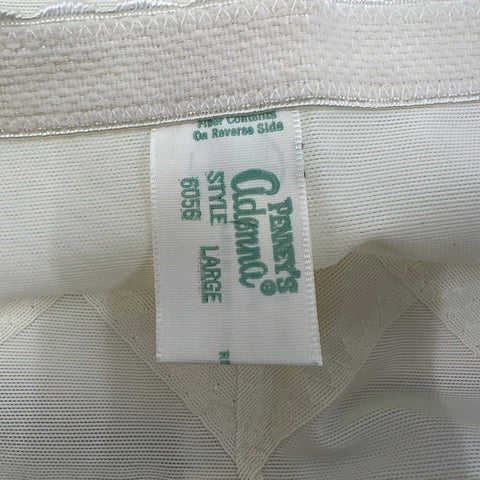 Fiber Contents
On Reverse Side
PENNEY'S
adonna®
STYLE LARGE
6056